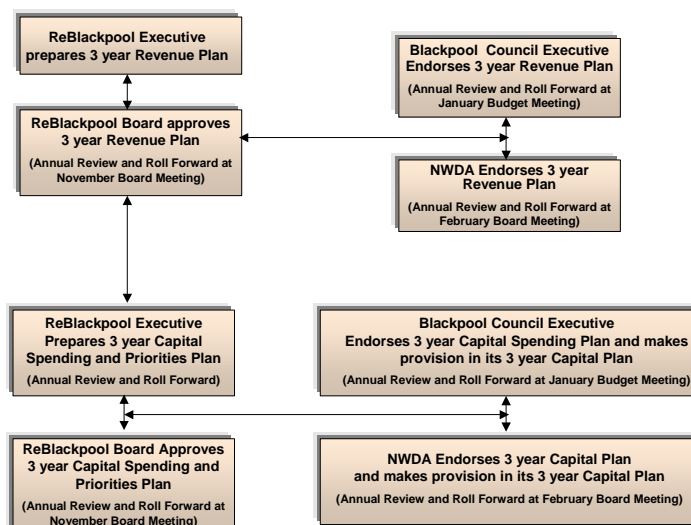 ReBlackpool Executive
prepares 3 year Revenue Plan
Blackpool Council Executive
Endorses 3 year Revenue Plan
(Annual Review and Roll Forward at
January Budget Meeting)
ReBlackpool Board approves
3 year Revenue Plan
(Annual Review and Roll Forward at
November Board Meeting)
NWDA Endorses 3 year
Revenue Plan
(Annual Review and Roll Forward at
February Board Meeting)
ReBlackpool Executive
Prepares 3 year Capital
Spending and Priorities Plan
(Annual Review and Roll Forward)
Blackpool Council Executive
Endorses 3 year Capital Spending Plan and makes
provision in its 3 year Capital Plan
(Annual Review and Roll Forward at January Budget Meeting)
ReBlackpool Board Approves
3 year Capital Spending and
Priorities Plan
(Annual Review and Roll Forward at
November Board Meeting)
NWDA Endorses 3 year Capital Plan
and makes provision in its 3 year Capital Plan
(Annual Review and Roll Forward at February Board Meeting)